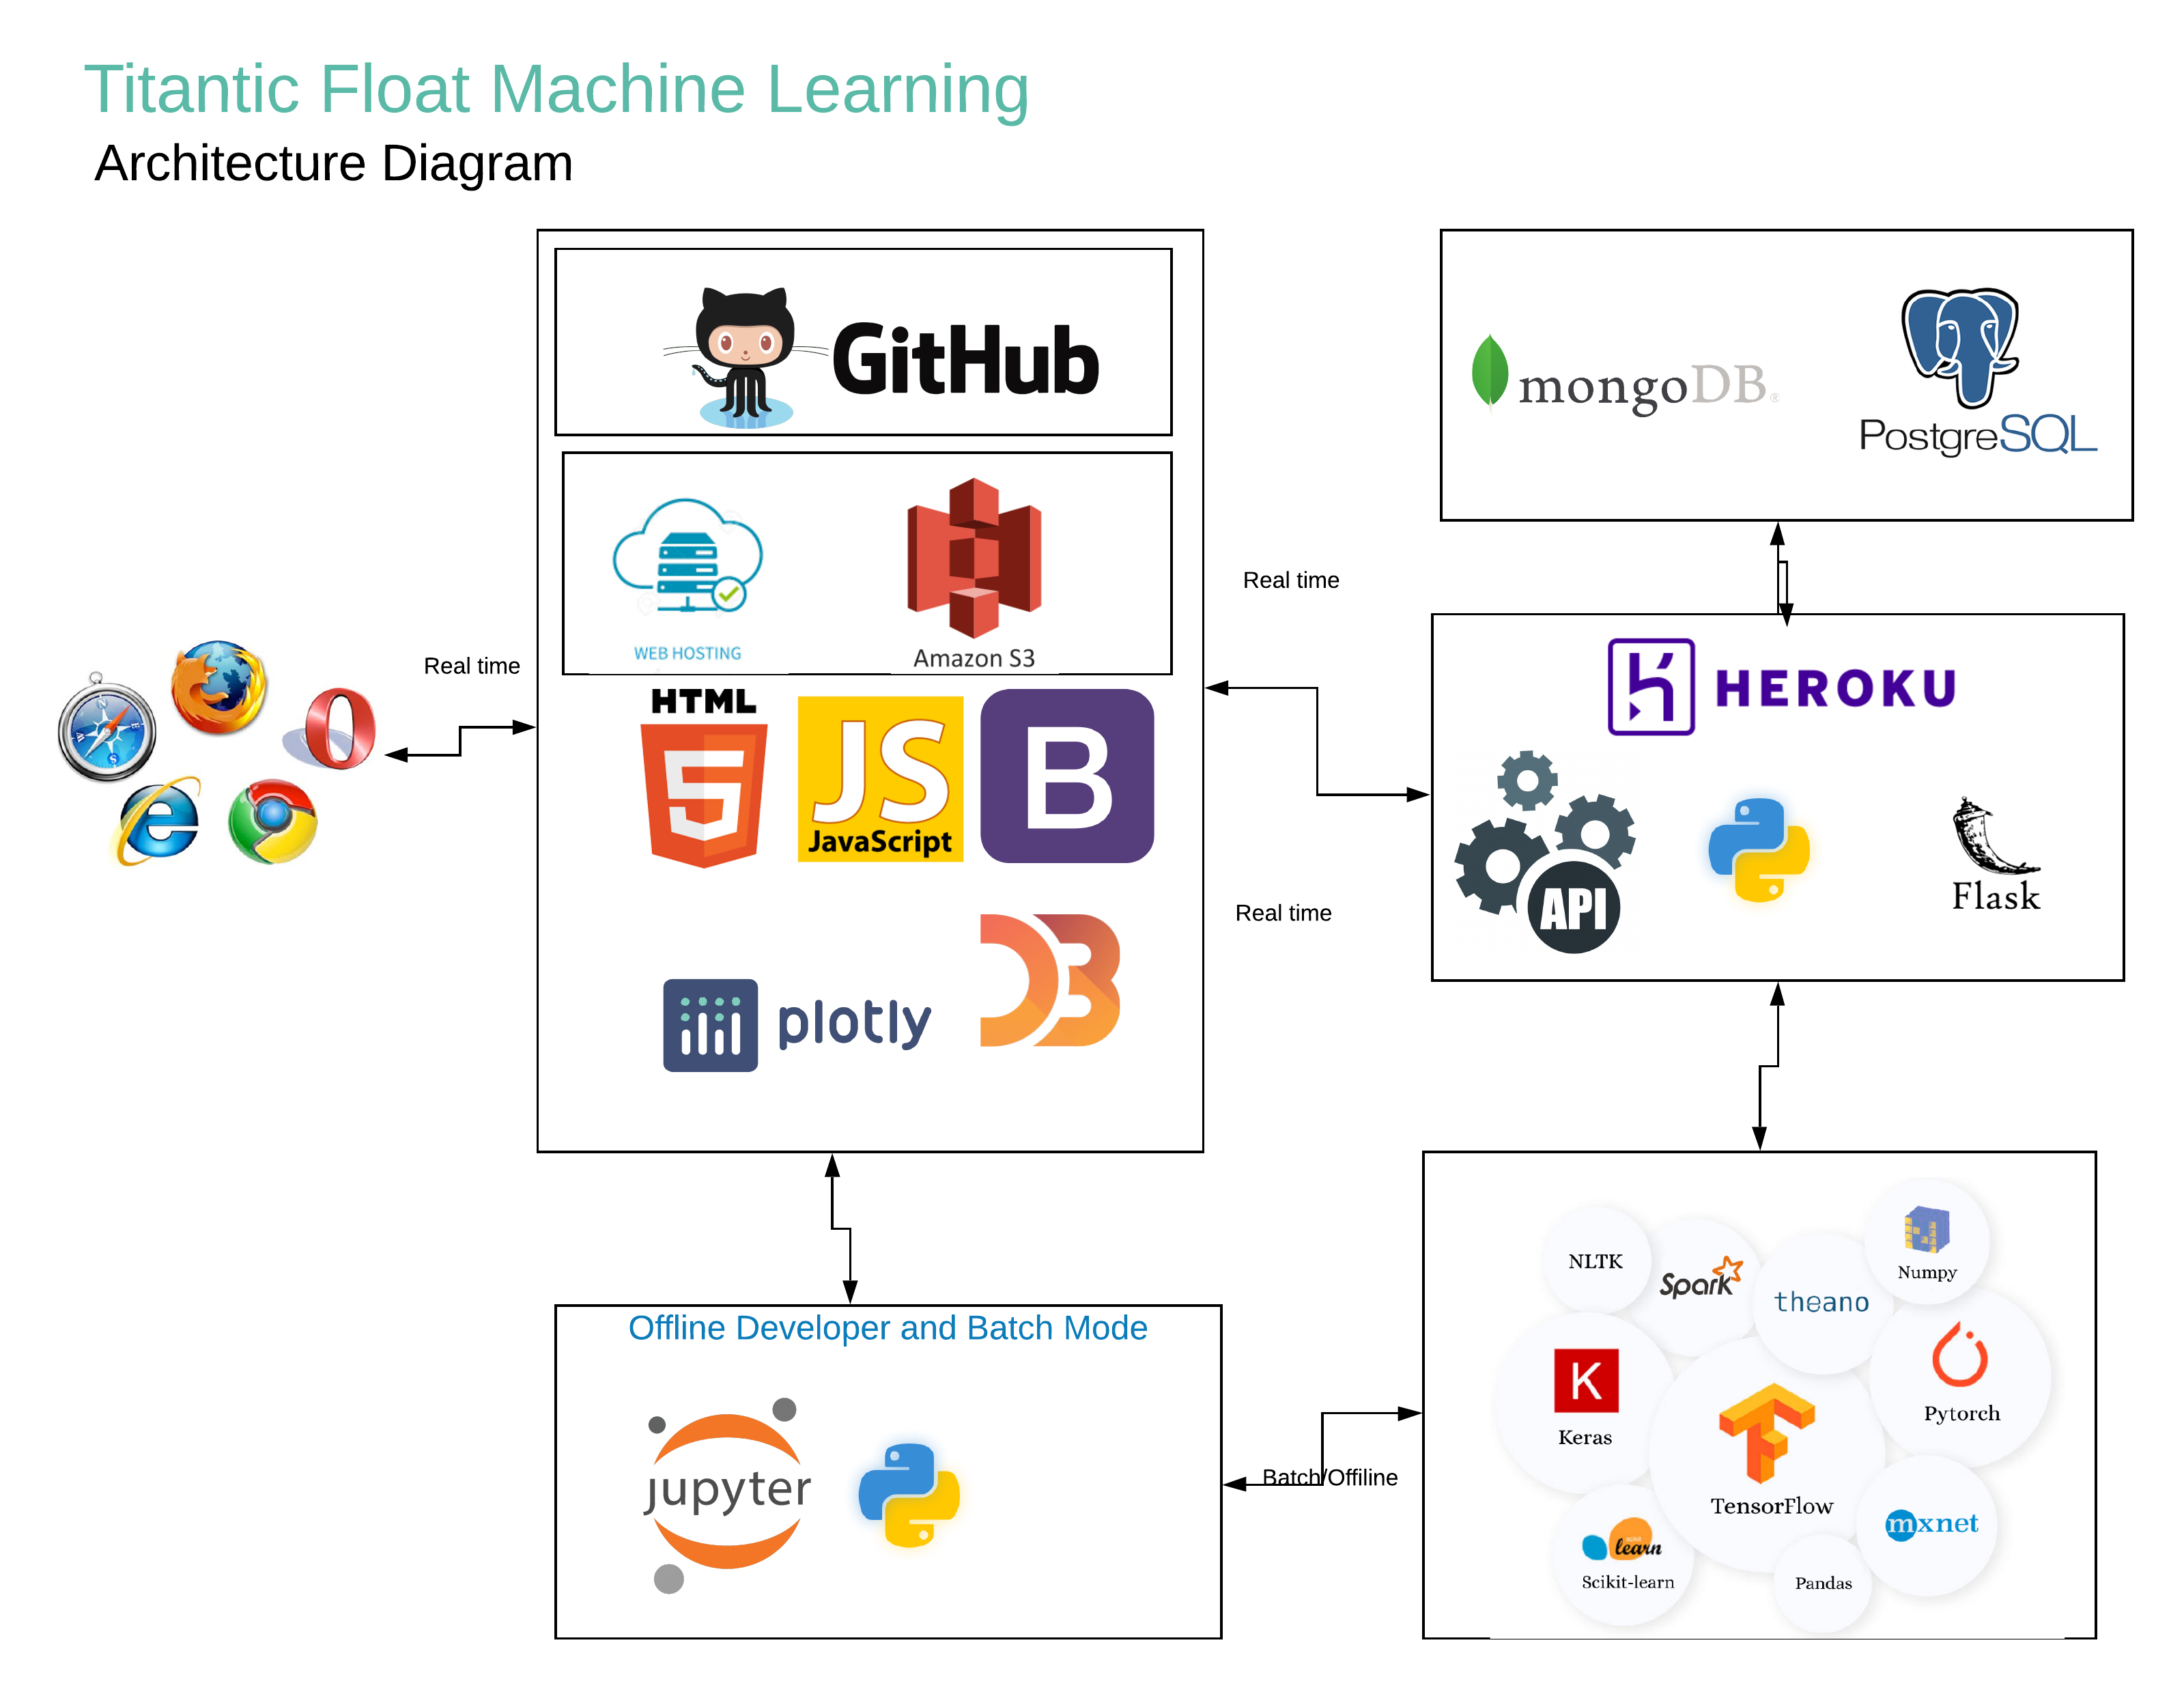 Titantic Float Machine Learning
Architecture Diagram
GitHub
mongoDB®
PostgreSQL
WEB HOSTING
Amazon S3
Real time
Real time
HEROKU
HTML
5
JS
JavaScript
B
API
Flask
Real time
plotly
D3
NLTK
Spark
theano
Numpy
Offline Developer and Batch Mode
K
Keras
Pytorch
jupyter
Batch/Offiline
TensorFlow
mxnet
scikit
learn
Scikit-learn
Pandas
N
E
S
W
e